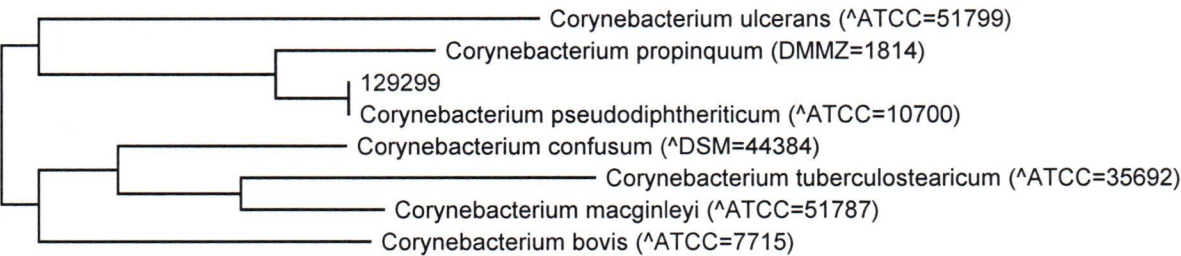 Corynebacterium ulcerans (^ATCC=51799)
Corynebacterium propinquum (DMMZ=1814)
129299
Corynebacterium pseudodiphtheriticum (^ATCC=10700)
Corynebacterium confusum (^DSM=44384)
Corynebacterium tuberculostearicum (^ATCC=35692)
Corynebacterium macginleyi (^ATCC=51787)
Corynebacterium bovis (^ATCC=7715)